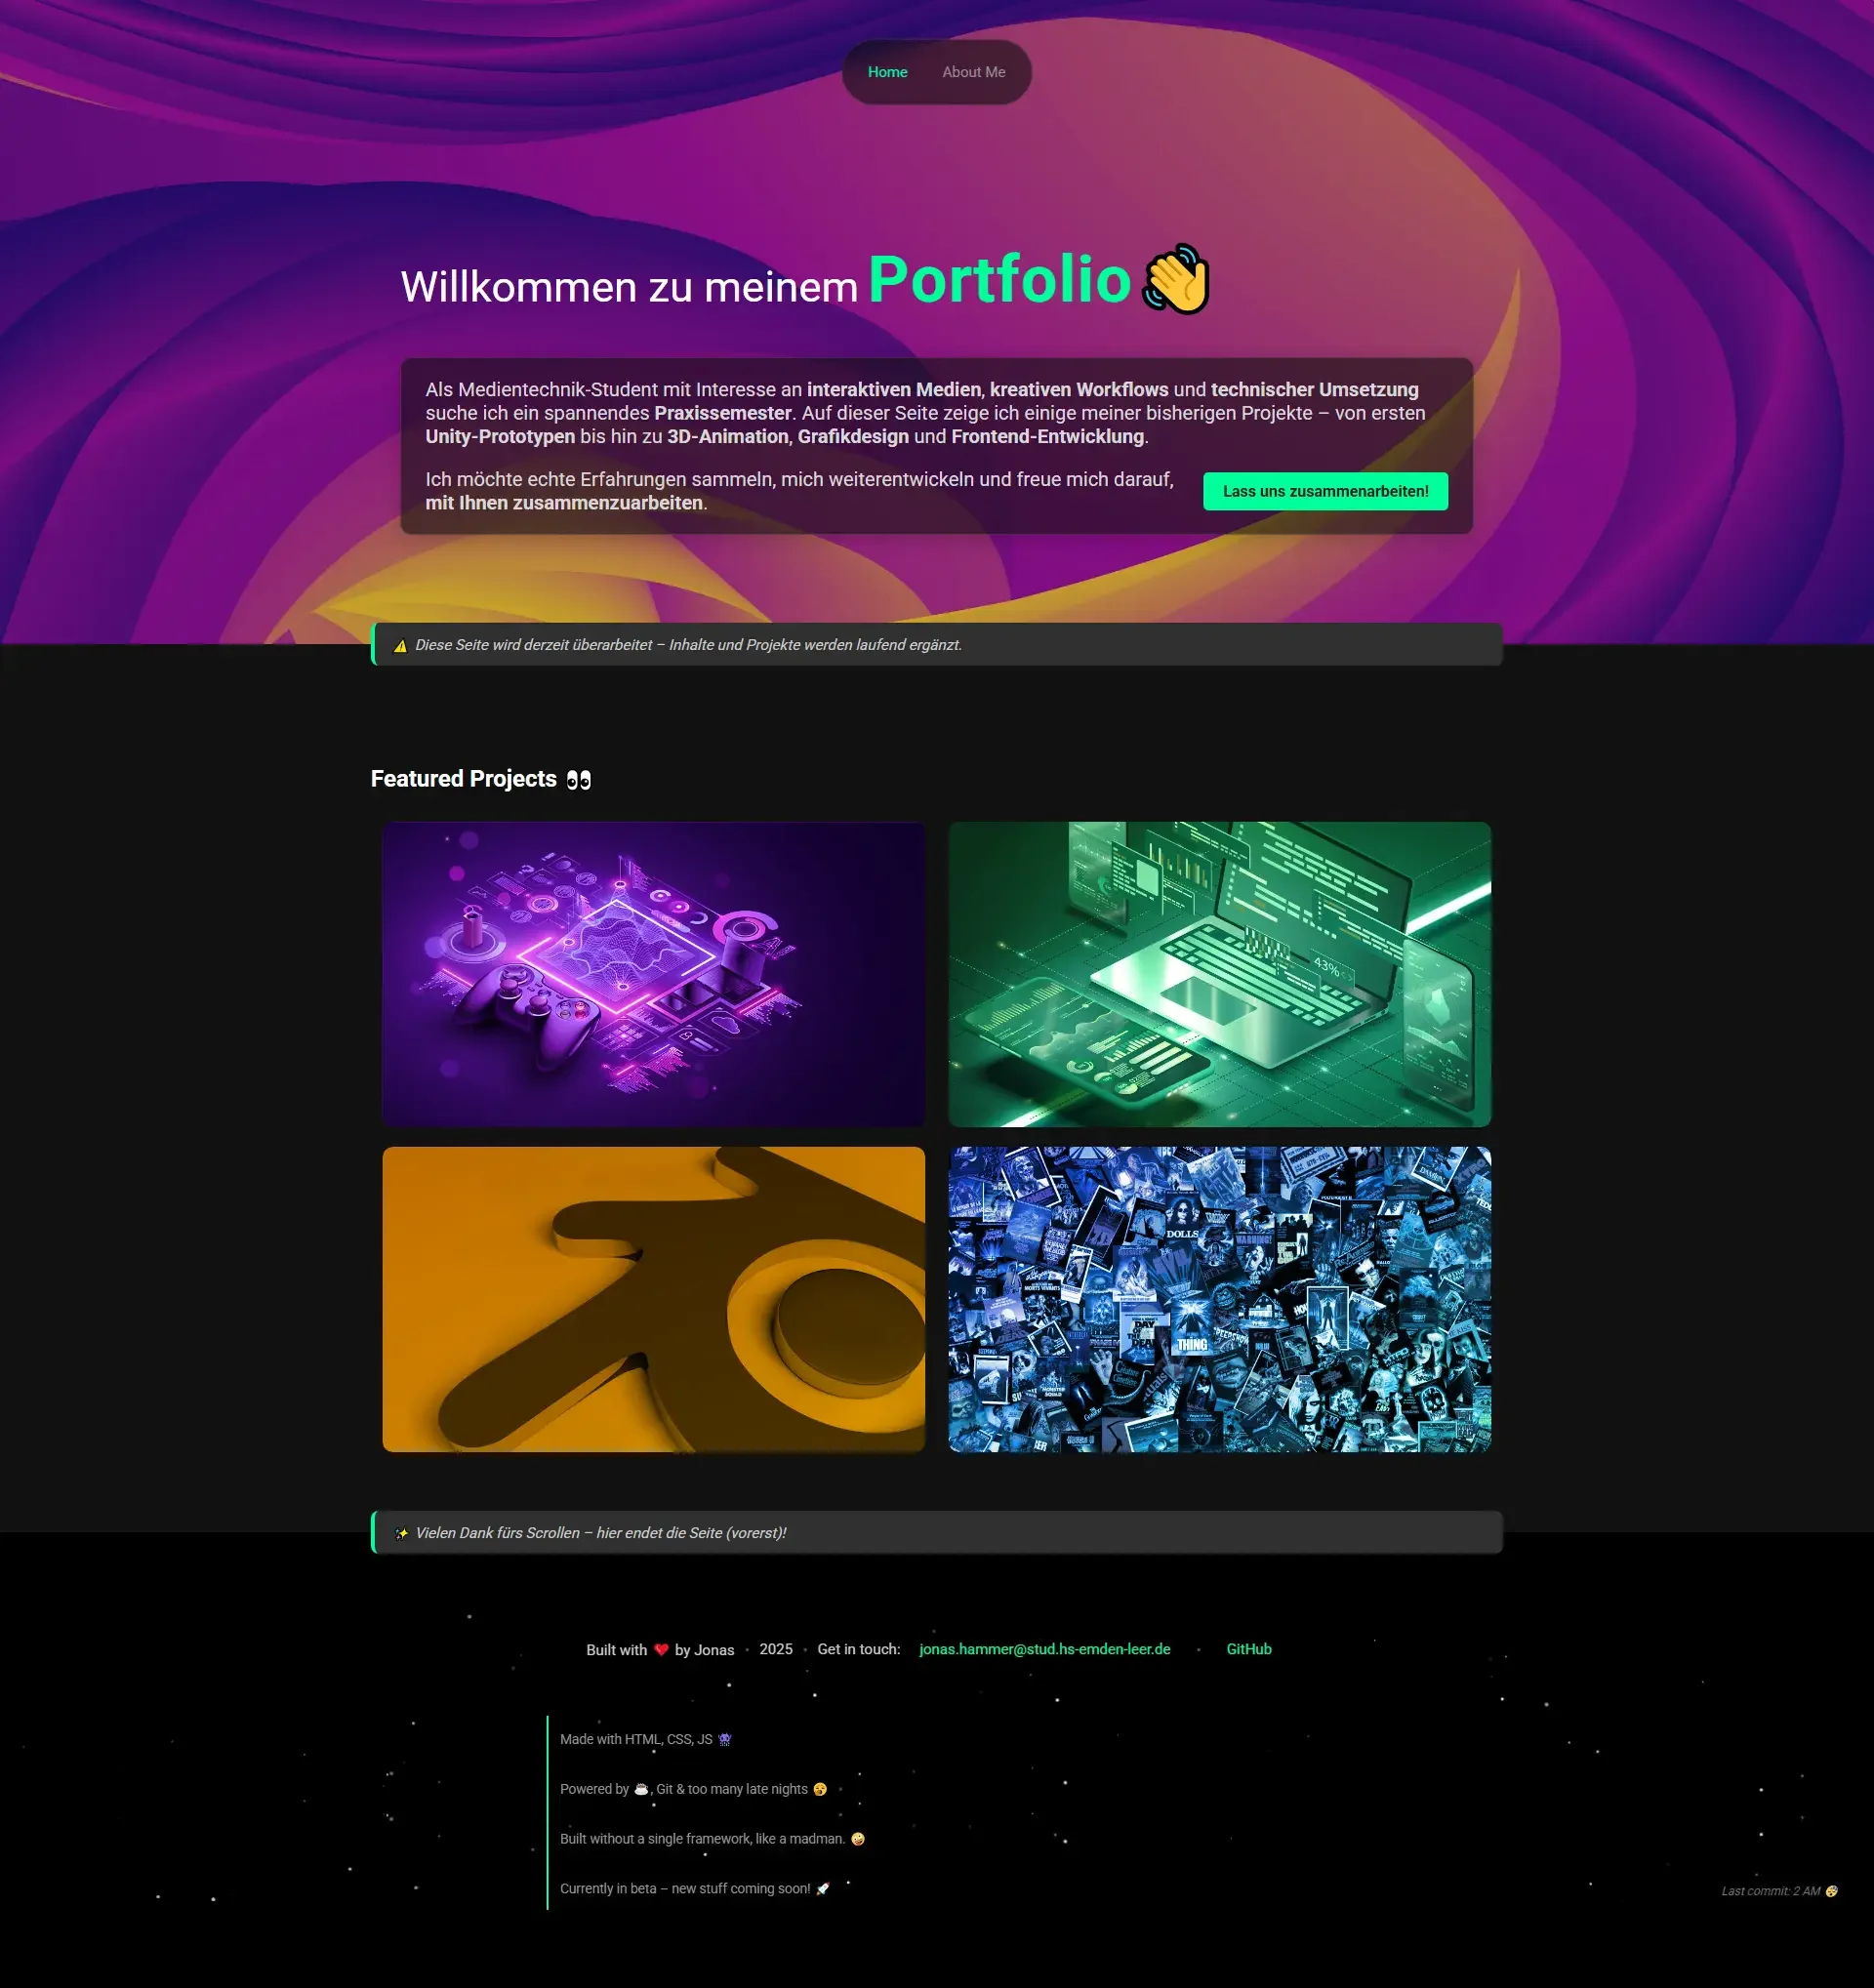 Home About Me
Willkommen zu meinem Portfolio 👋
Als Medientechnik-Student mit Interesse an interaktiven Medien, kreativen Workflows und technischer Umsetzung
suche ich ein spannendes Praxissemester. Auf dieser Seite zeige ich einige meiner bisherigen Projekte – von ersten
Unity-Prototypen bis hin zu 3D-Animation, Grafikdesign und Frontend-Entwicklung.
Ich möchte echte Erfahrungen sammeln, mich weiterentwickeln und freue mich darauf,
mit Ihnen zusammenzuarbeiten.
Lass uns zusammenarbeiten!
⚠️ Diese Seite wird derzeit überarbeitet – Inhalte und Projekte werden laufend ergänzt.
Featured Projects 👀
43%
DOLLS
WARNING!
DAY
OF
THE
DEAD
THING
CREEPSHOW
✨ Vielen Dank fürs Scrollen – hier endet die Seite (vorerst)!
Built with ❤️ by Jonas • 2025 • Get in touch: jonas.hammer@stud.hs-emden-leer.de • GitHub
Made with HTML, CSS, JS 👾
Powered by ☕, Git & too many late nights 🥱
Built without a single framework, like a madman. 🤪
Currently in beta – new stuff coming soon! 🚀
Last commit: 2 AM 😴